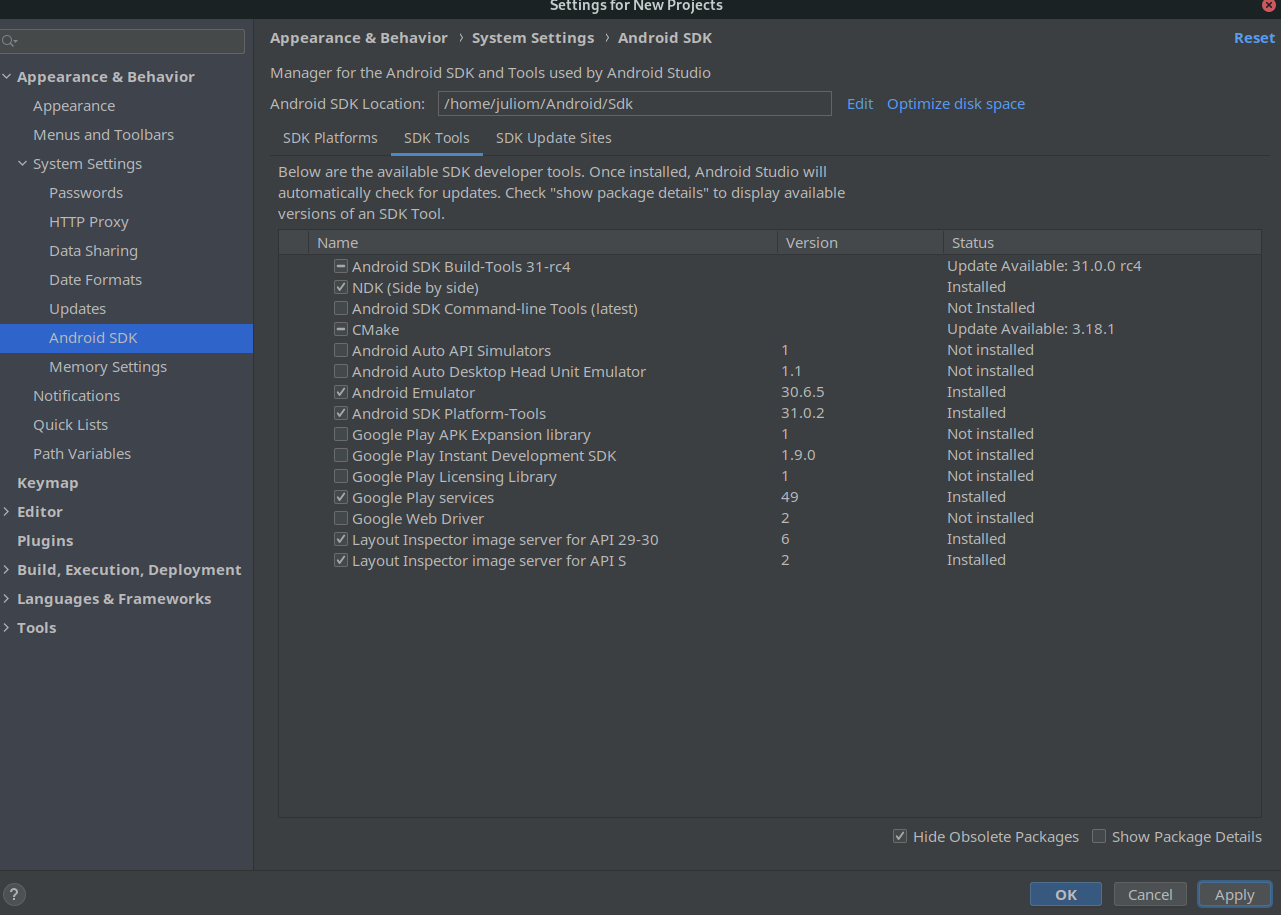 Settings for New Projects
Appearance & Behavior › System Settings › Android SDK
Reset
Appearance & Behavior
Appearance
Menus and Toolbars
System Settings
Passwords
HTTP Proxy
Data Sharing
Date Formats
Updates
Android SDK
Memory Settings
Notifications
Quick Lists
Path Variables
Keymap
Editor
Plugins
Build, Execution, Deployment
Languages & Frameworks
Tools
Manager for the Android SDK and Tools used by Android Studio
Android SDK Location: /home/juliom/Android/Sdk Edit Optimize disk space
SDK Platforms SDK Tools SDK Update Sites
Below are the available SDK developer tools. Once installed, Android Studio will
automatically check for updates. Check "show package details" to display available
versions of an SDK Tool.
Name Version Status
Android SDK Build-Tools 31-rc4 Update Available: 31.0.0 rc4
NDK (Side by side) Installed
Android SDK Command-line Tools (latest) Not Installed
CMake Update Available: 3.18.1
Android Auto API Simulators 1 Not installed
Android Auto Desktop Head Unit Emulator 1.1 Not installed
Android Emulator 30.6.5 Installed
Android SDK Platform-Tools 31.0.2 Installed
Google Play APK Expansion library 1 Not installed
Google Play Instant Development SDK 1.9.0 Not installed
Google Play Licensing Library 1 Not installed
Google Play services 49 Installed
Google Web Driver 2 Not installed
Layout Inspector image server for API 29-30 6 Installed
Layout Inspector image server for API S 2 Installed
Hide Obsolete Packages Show Package Details
?
OK Cancel Apply